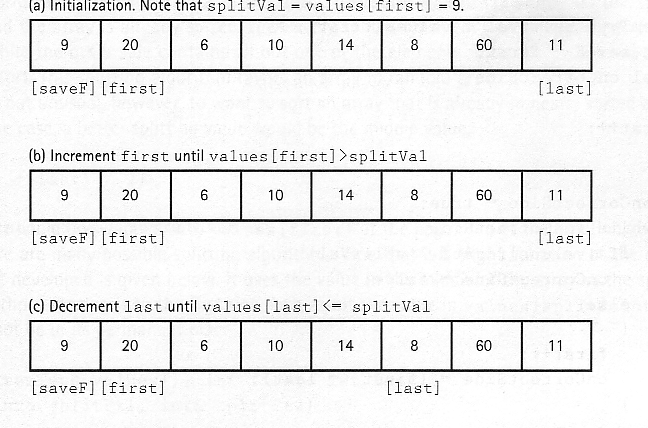 (a) Initialization. Note that splitVal = values[first] = 9.
9 20 6 10 14 8 60 11
[saveF] [first] [last]
(b) Increment first until values[first]>splitVal
9 20 6 10 14 8 60 11
[saveF] [first] [last]
(c) Decrement last until values[last]<= splitVal
9 20 6 10 14 8 60 11
[saveF] [first] [last]